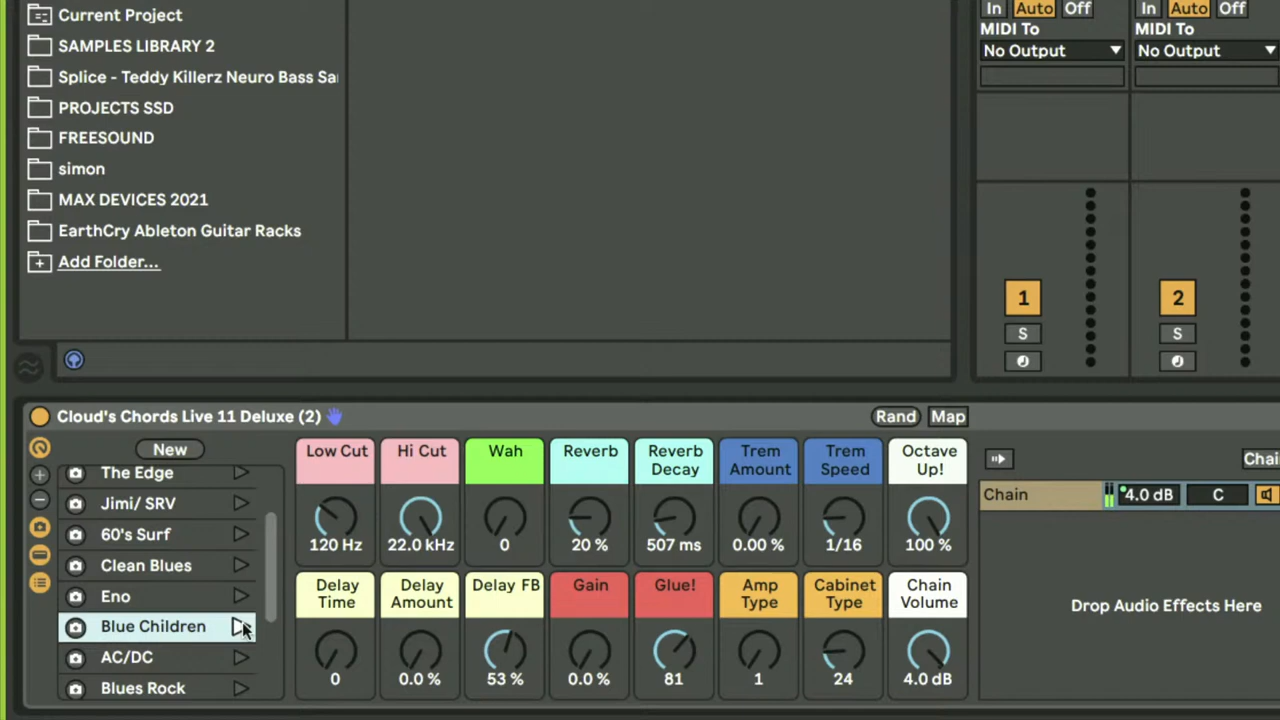 Current Project
SAMPLES LIBRARY 2
Splice - Teddy Killerz Neuro Bass Sa
PROJECTS SSD
FREESOUND
simon
MAX DEVICES 2021
EarthCry Ableton Guitar Racks
Add Folder...
In Auto Off
MIDI To
No Output
1
S
In Auto Off
MIDI To
No Output
2
S
Cloud's Chords Live 11 Deluxe (2)
Rand Map
New
The Edge
Jimi/ SRV
60's Surf
Clean Blues
Eno
Blue Children
AC/DC
Blues Rock
Low Cut
120 Hz
Hi Cut
22.0 kHz
Wah
0
Reverb
20 %
Reverb
Decay
507 ms
Trem
Amount
0.00 %
Trem
Speed
1/16
Octave
Up!
100 %
Delay
Time
0
Delay
Amount
0.0 %
Delay FB
53 %
Gain
0.0 %
Glue!
81
Amp
Type
1
Cabinet
Type
24
Chain
Volume
4.0 dB
Chai
Chain 4.0 dB C
Drop Audio Effects Here